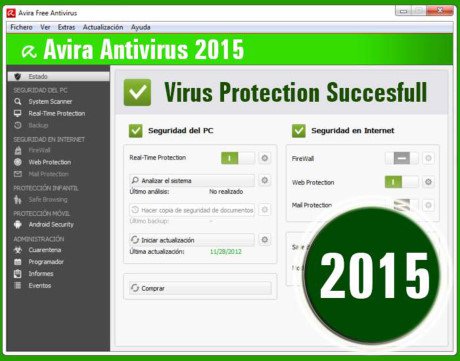 Avira Free Antivirus
Fichero Ver Extras Actualización Ayuda
Avira Antivirus 2015
Estado
SEGURIDAD DEL PC
System Scanner
Real-Time Protection
Backup
SEGURIDAD EN INTERNET
FireWall
Web Protection
Mail Protection
PROTECCIÓN INFANTIL
Safe Browsing
PROTECCIÓN MÓVIL
Android Security
ADMINISTRACIÓN
Cuarentena
Programador
Informes
Eventos
Virus Protection Succesfull
Seguridad del PC
Real-Time Protection
Analizar el sistema
Último análisis: No realizado
Hacer copia de seguridad de documentos
Último backup: -
Iniciar actualización
Última actualización: 11/28/2012
Comprar
Seguridad en Internet
FireWall
Web Protection
Mail Protection
2015